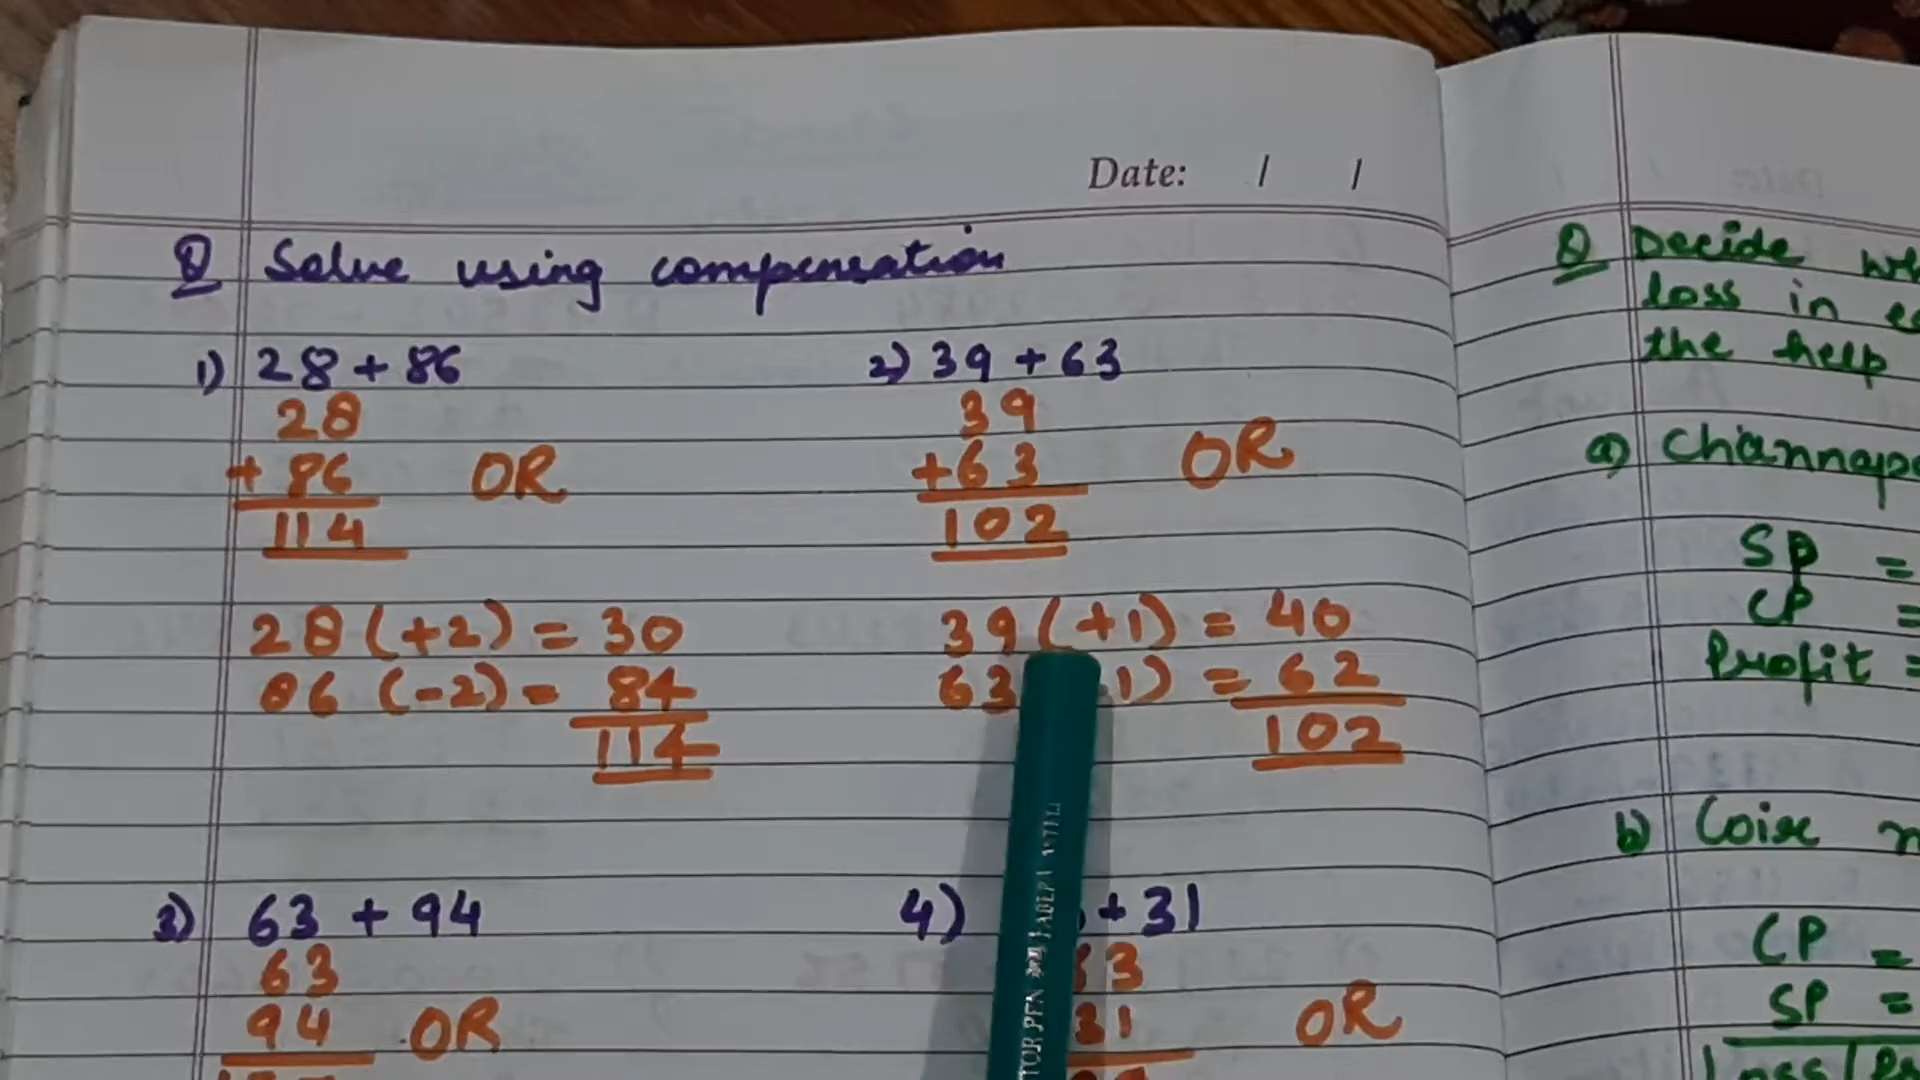 Date: / /
Q Solve using compensation
1) 28 + 86
28
+ 86 OR
114
28 (+2) = 30
86 (-2) = 84
114
2) 39 + 63
39
+63 OR
102
39 (+1) = 40
63 -1) = 62
102
3) 63 + 94
63
94 OR
4) + 31
3
31 OR
Q Decide
loss in
the help
a)
SP =
CP =
Profit =
b)
CP =
SP =